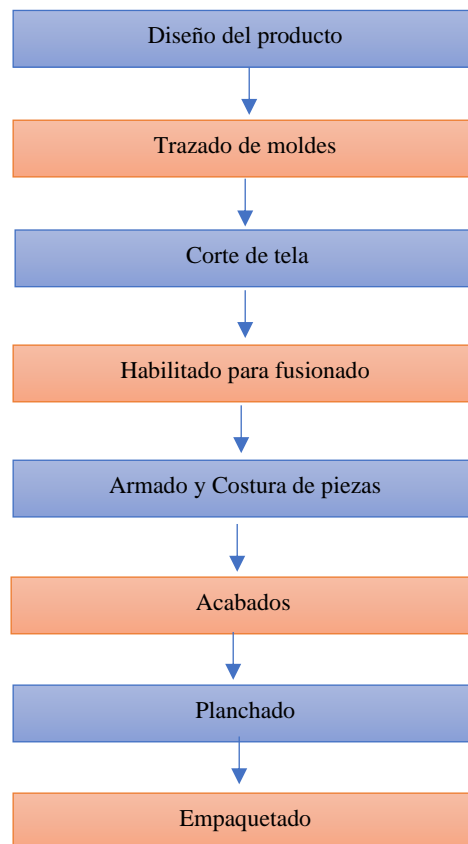 Diseño del producto
Trazado de moldes
Corte de tela
Habilitado para fusionado
Armado y Costura de piezas
Acabados
Planchado
Empaquetado